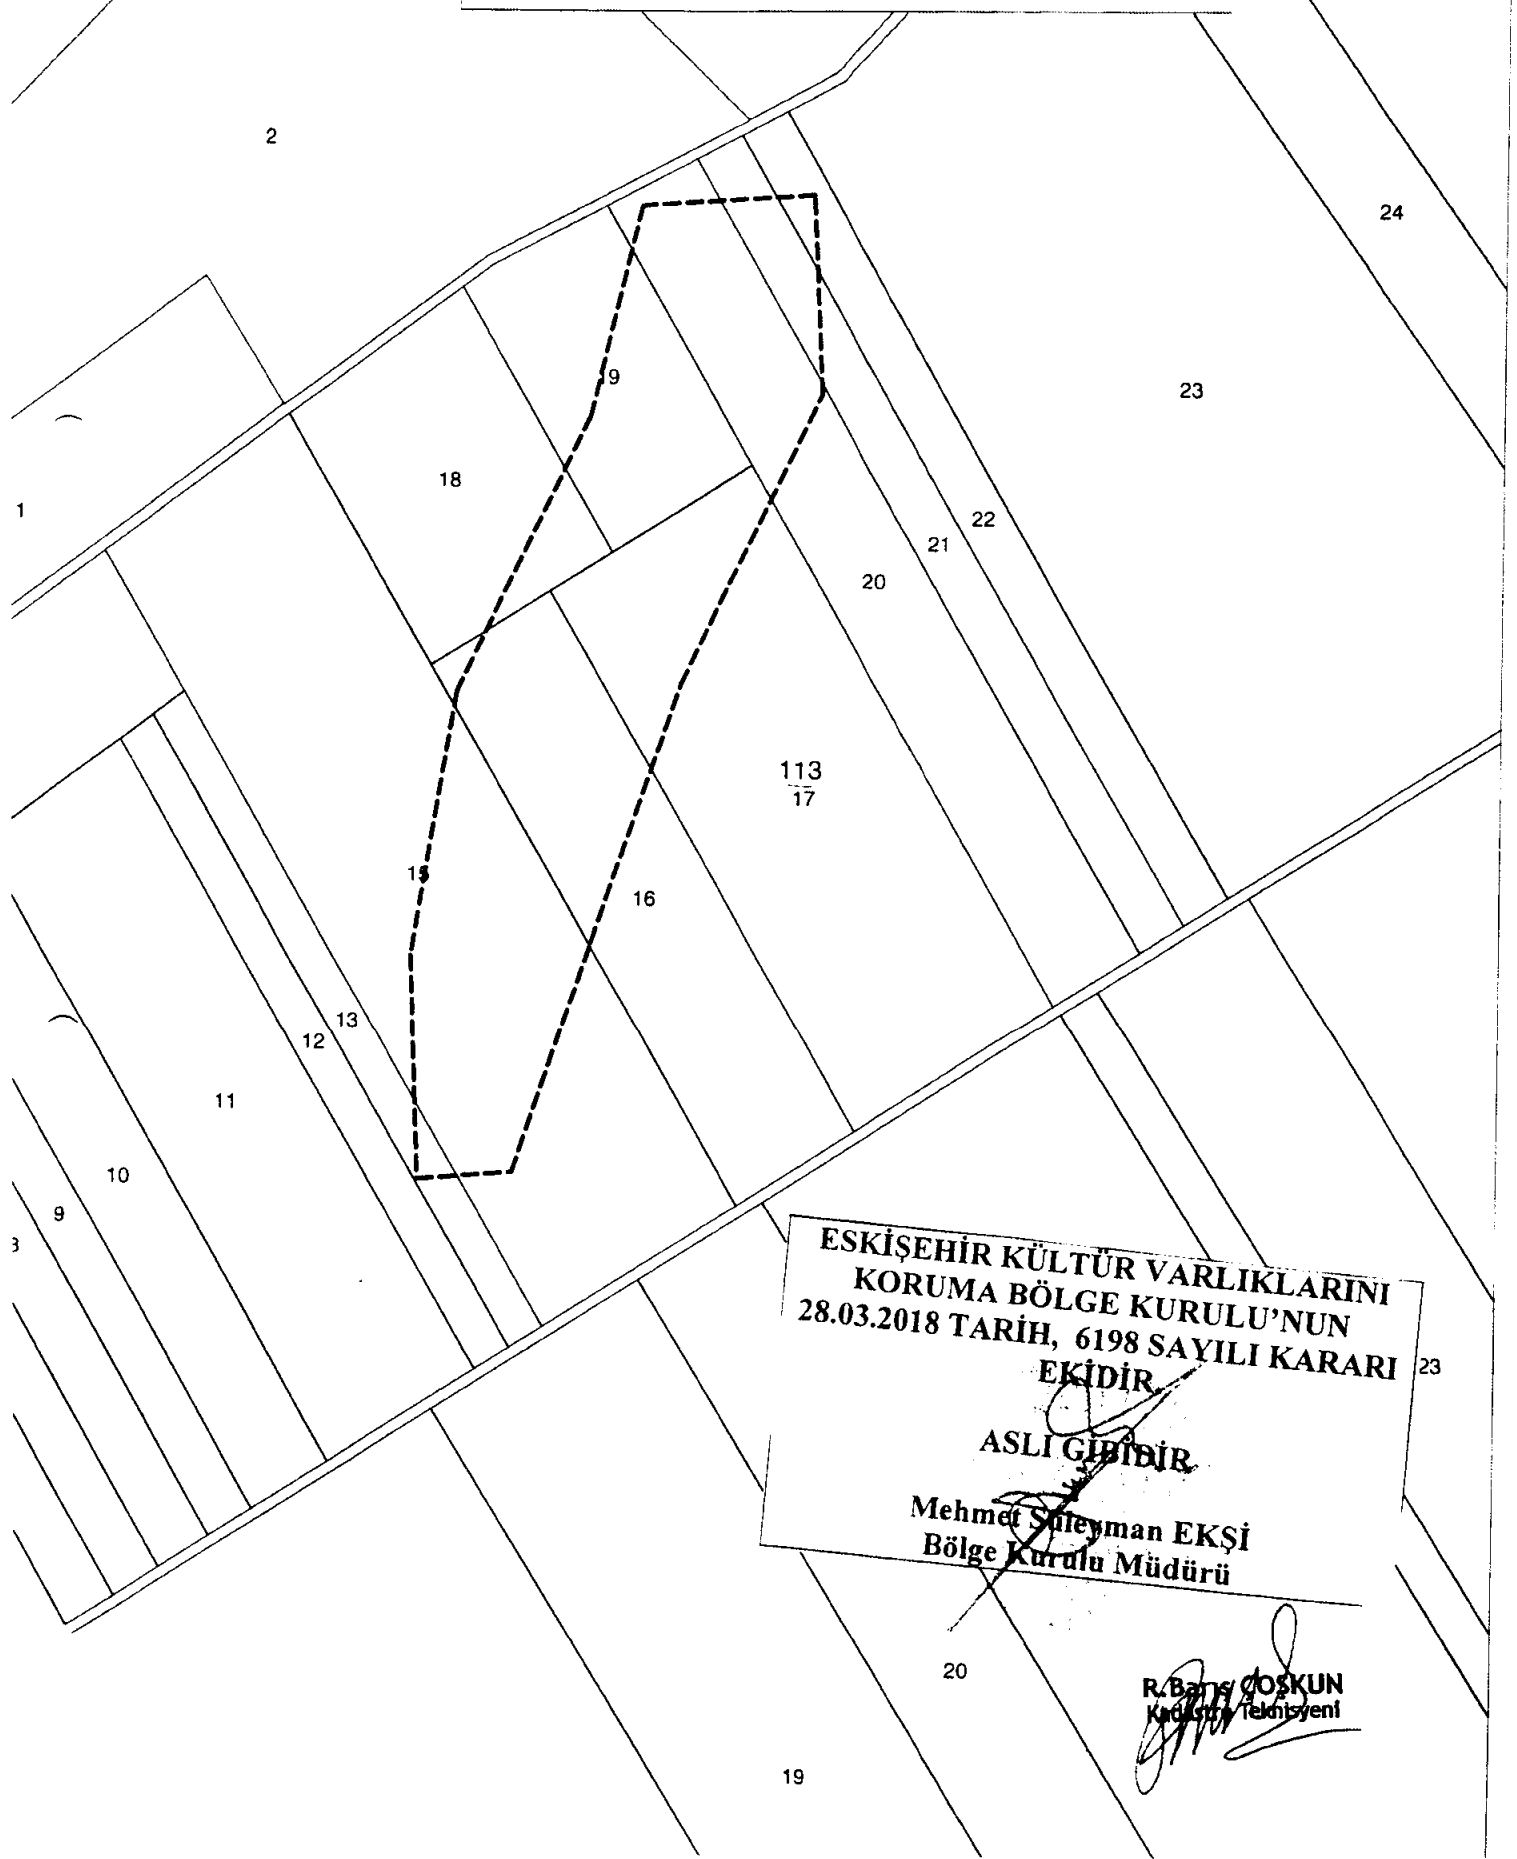 2
24
19
23
18
1
22
21
20
113
17
15
16
13
12
11
10
9
ESKİŞEHİR KÜLTÜR VARLIKLARINI
KORUMA BÖLGE KURULU'NUN
28.03.2018 TARİH, 6198 SAYILI KARARI
EKİDİR.
23
ASLI GİBİDİR
Mehmet Süleyman EKŞİ
Bölge Kurulu Müdürü
20
R. Barış ÇOŞKUN
Kadastro Teknisyeni
19